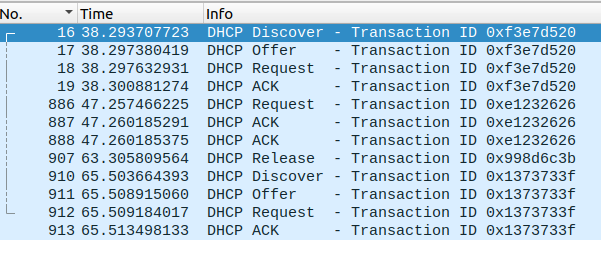 No. Time Info
16 38.293707723 DHCP Discover - Transaction ID 0xf3e7d520
17 38.297380419 DHCP Offer - Transaction ID 0xf3e7d520
18 38.297632931 DHCP Request - Transaction ID 0xf3e7d520
19 38.300881274 DHCP ACK - Transaction ID 0xf3e7d520
886 47.257466225 DHCP Request - Transaction ID 0xe1232626
887 47.260185291 DHCP ACK - Transaction ID 0xe1232626
888 47.260185375 DHCP ACK - Transaction ID 0xe1232626
907 63.305809564 DHCP Release - Transaction ID 0x998d6c3b
910 65.503664393 DHCP Discover - Transaction ID 0x1373733f
911 65.508915060 DHCP Offer - Transaction ID 0x1373733f
912 65.509184017 DHCP Request - Transaction ID 0x1373733f
913 65.513498133 DHCP ACK - Transaction ID 0x1373733f